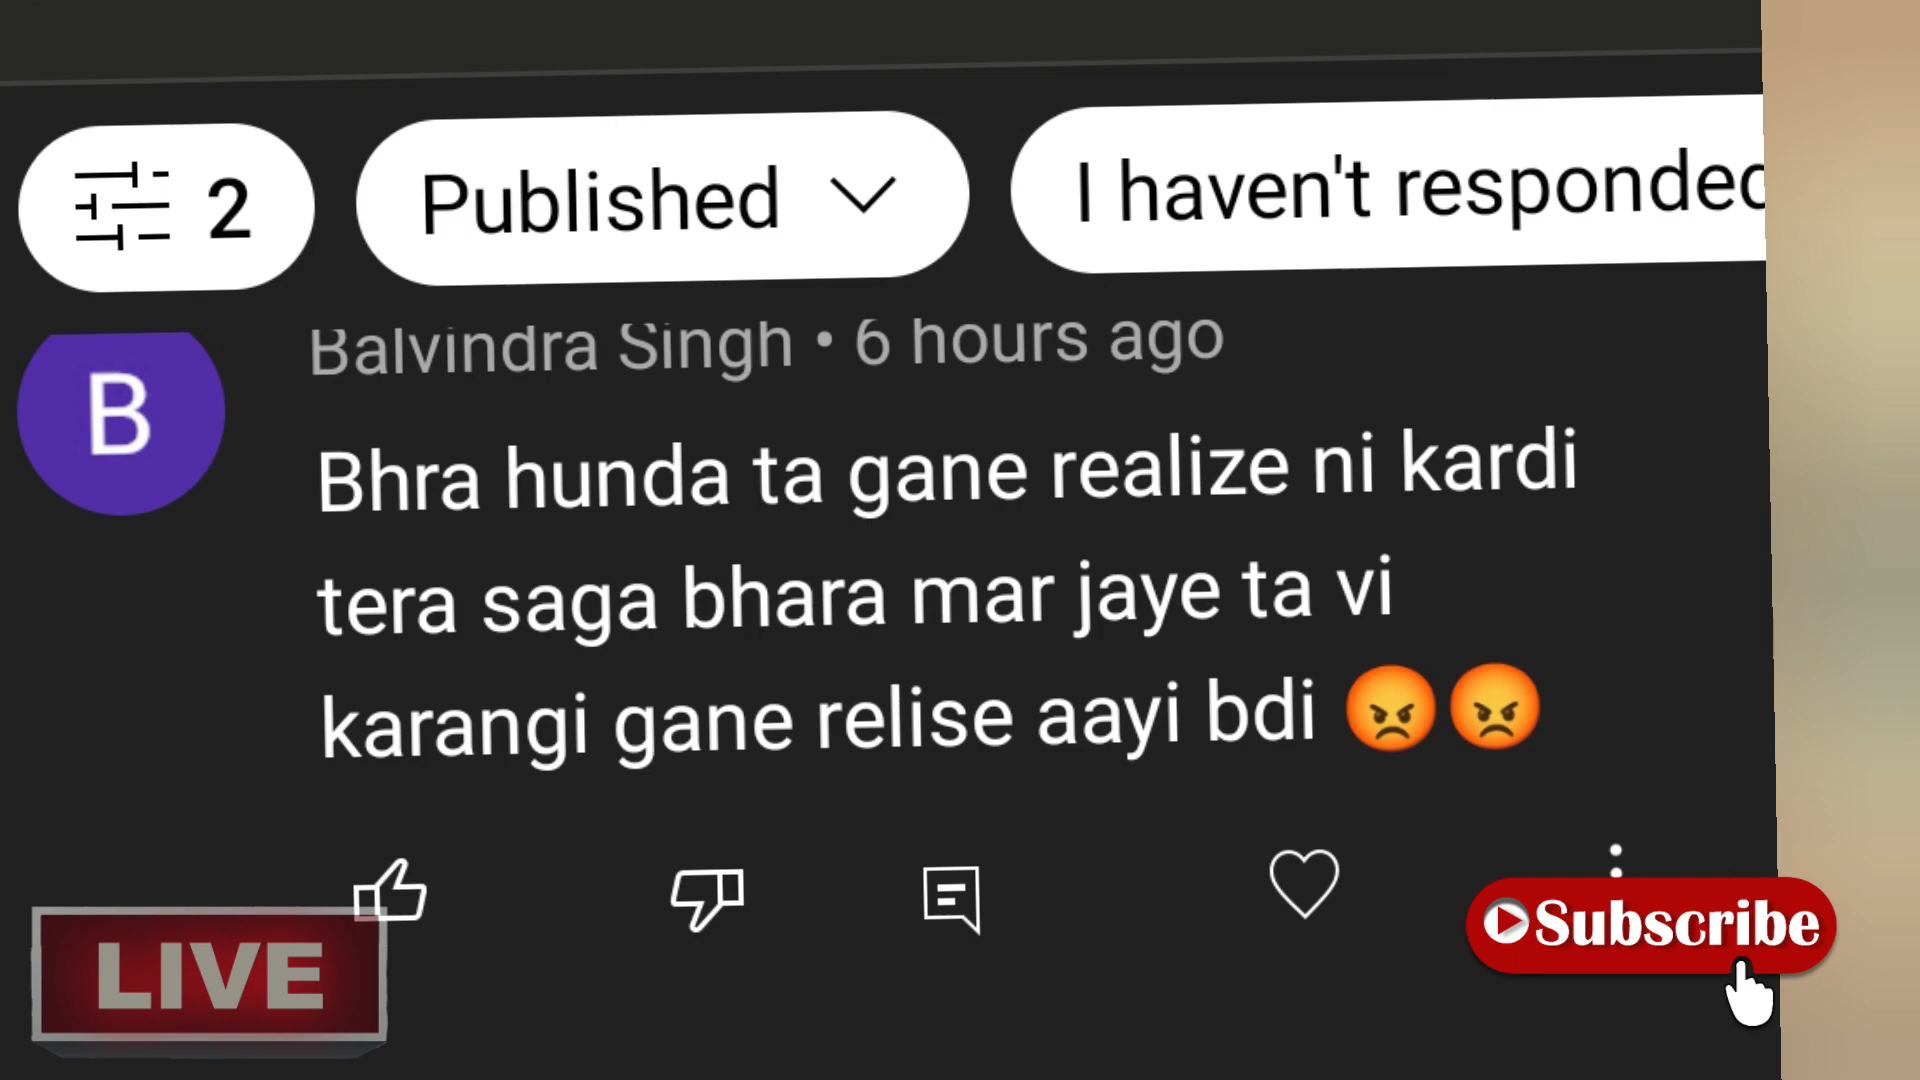 2
Published
I haven't responded
Balvindra Singh • 6 hours ago
B
Bhra hunda ta gane realize ni kardi
tera saga bhara mar jaye ta vi
karangi gane relise aayi bdi 😡😡
LIVE
Subscribe